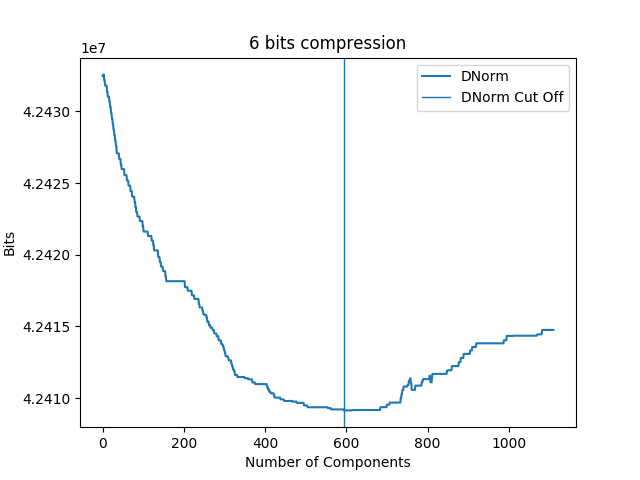 6 bits compression
1e7
DNorm
DNorm Cut Off
4.2430
4.2425
4.2420
4.2415
4.2410
Bits
0 200 400 600 800 1000
Number of Components